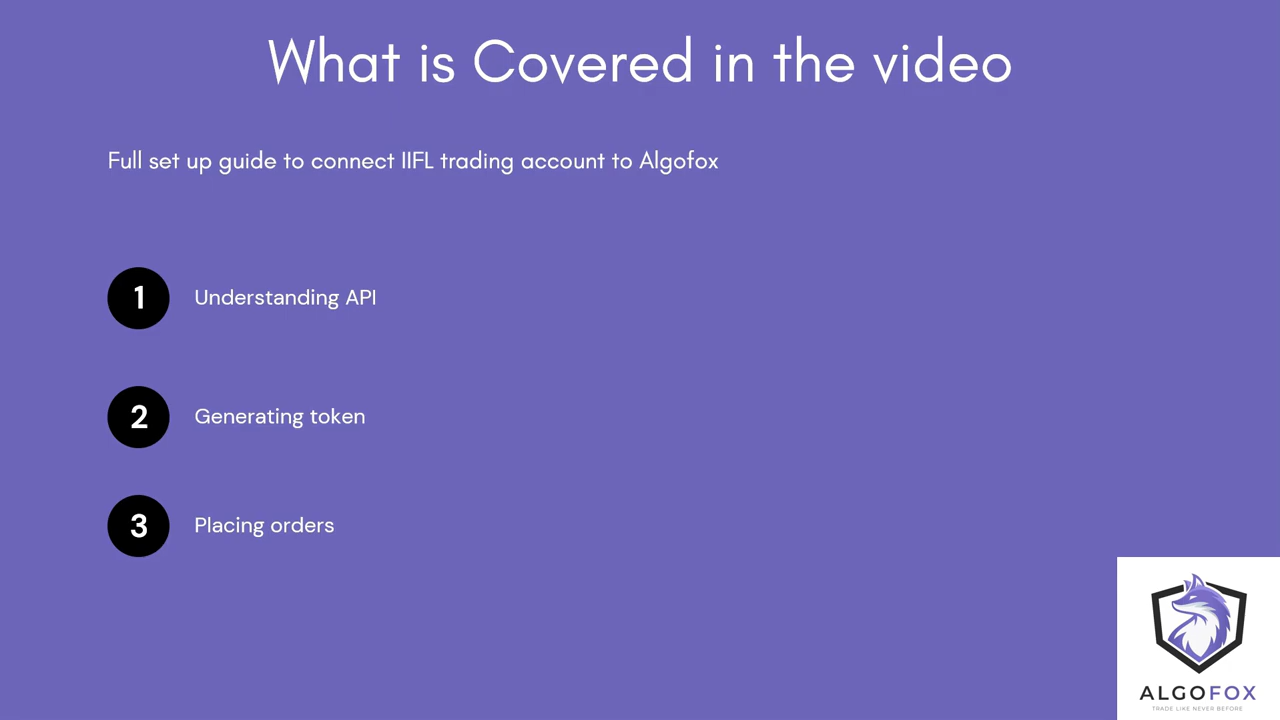 What is Covered in the video
Full set up guide to connect IIFL trading account to Algofox
1 Understanding API
2 Generating token
3 Placing orders
ALGOFOX
TRADE LIKE NEVER BEFORE